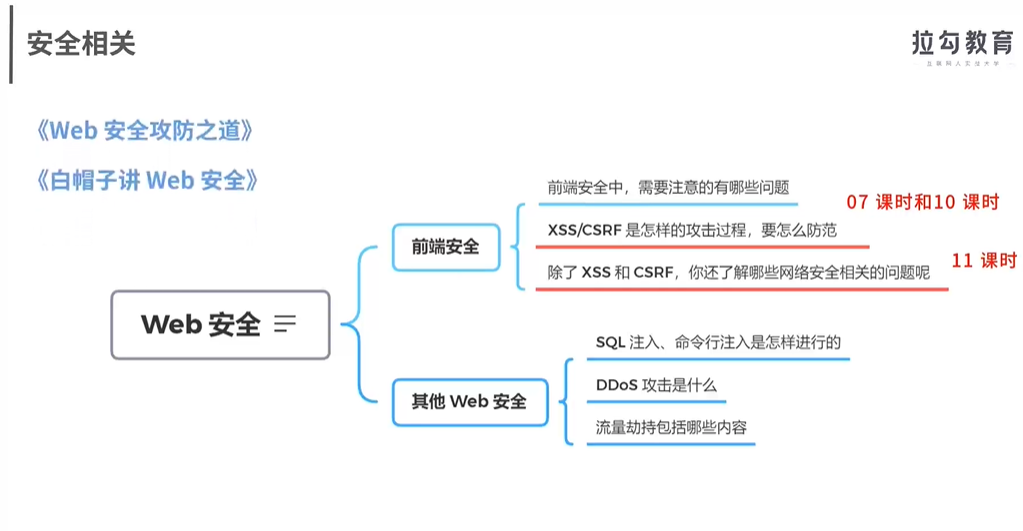 安全相关
拉勾教育
互联网人实战大学
《Web 安全攻防之道》
《白帽子讲 Web 安全》
Web 安全
前端安全
前端安全中，需要注意的有哪些问题
XSS/CSRF 是怎样的攻击过程，要怎么防范
07 课时和10 课时
除了 XSS 和 CSRF，你还了解哪些网络安全相关的问题呢
11 课时
其他 Web 安全
SQL 注入、命令行注入是怎样进行的
DDoS 攻击是什么
流量劫持包括哪些内容